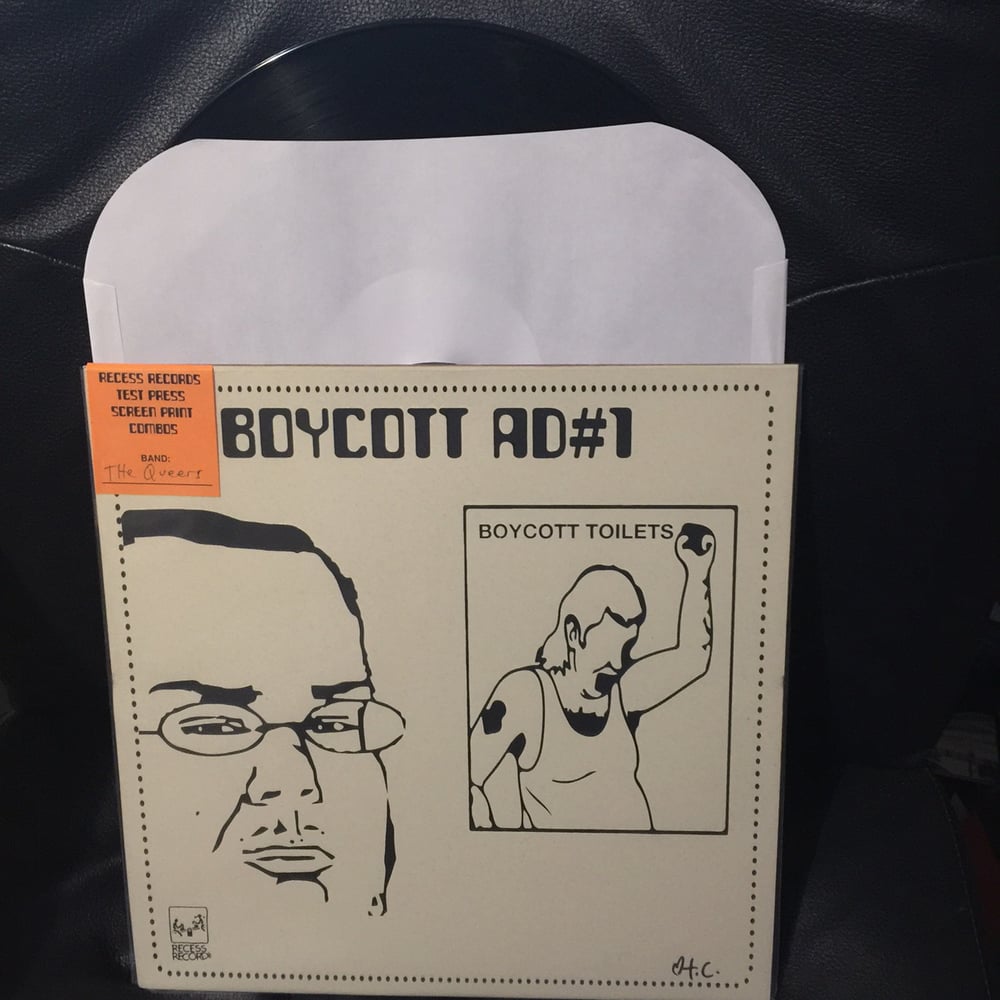 RECESS RECORDS
TEST PRESS
SCREEN PRINT
COMBOS
BAND:
THe Queers
BOYCOTT AD#1
BOYCOTT TOILETS
RECESS
RECORDS
H.C.